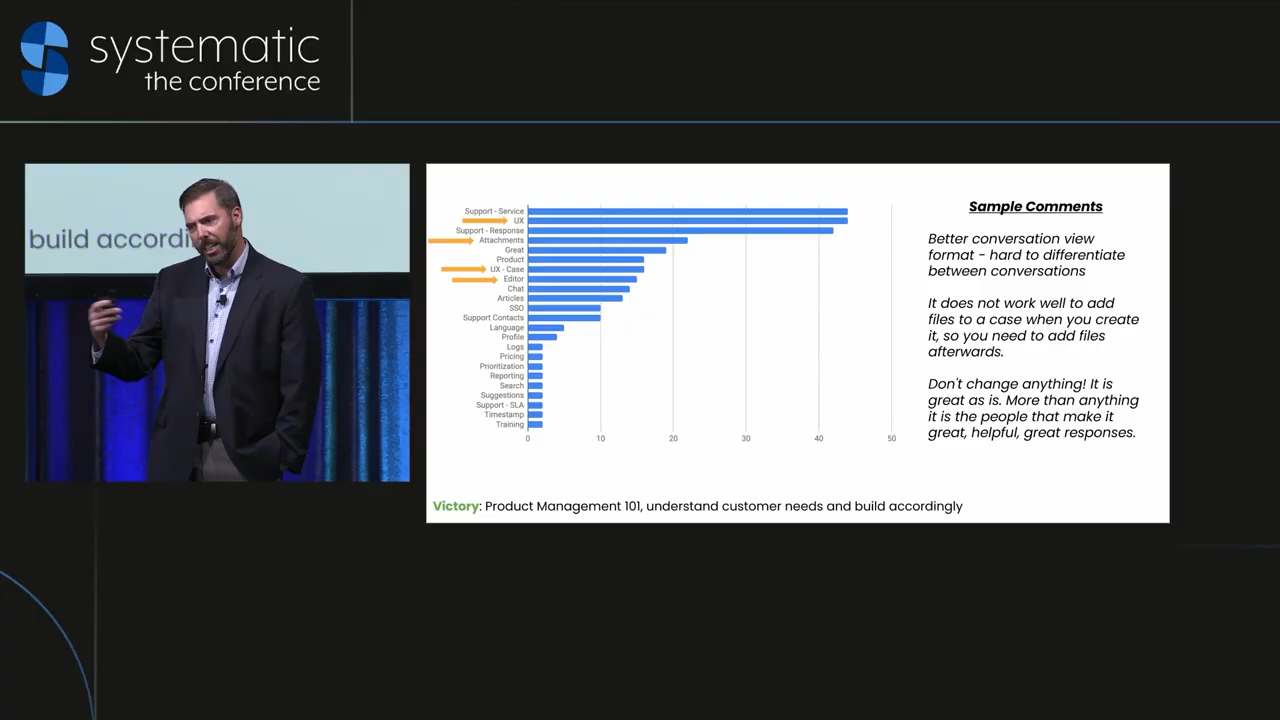 systematic
the conference
build accordi
Support - Service
UX
Support - Response
Attachments
Great
Product
UX - Case
Editor
Chat
Articles
SSO
Support Contacts
Language
Profile
Logs
Pricing
Prioritization
Reporting
Search
Suggestions
Support - SLA
Timestamp
Training
0 10 20 30 40 50
Sample Comments
Better conversation view
format - hard to differentiate
between conversations
It does not work well to add
files to a case when you create
it, so you need to add files
afterwards.
Don't change anything! It is
great as is. More than anything
it is the people that make it
great, helpful, great responses.
Victory: Product Management 101, understand customer needs and build accordingly